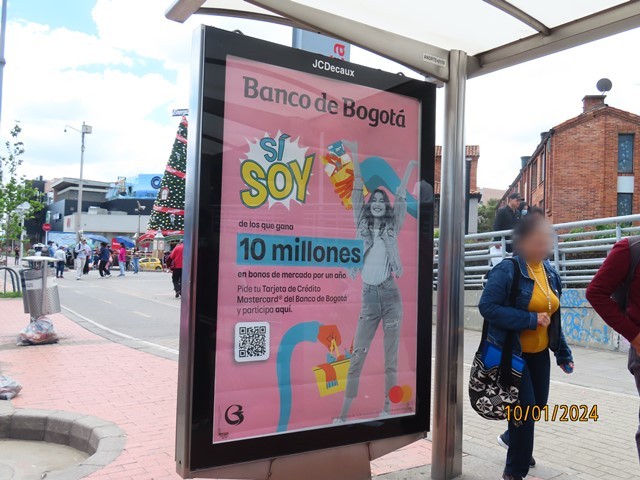 JCDecaux
Banco de Bogotá
SÍ
SOY
de los que gana
10 millones
en bonos de mercado por un año.
Pide tu Tarjeta de Crédito
Mastercard® del Banco de Bogotá
y participa aquí.
10/01/2024